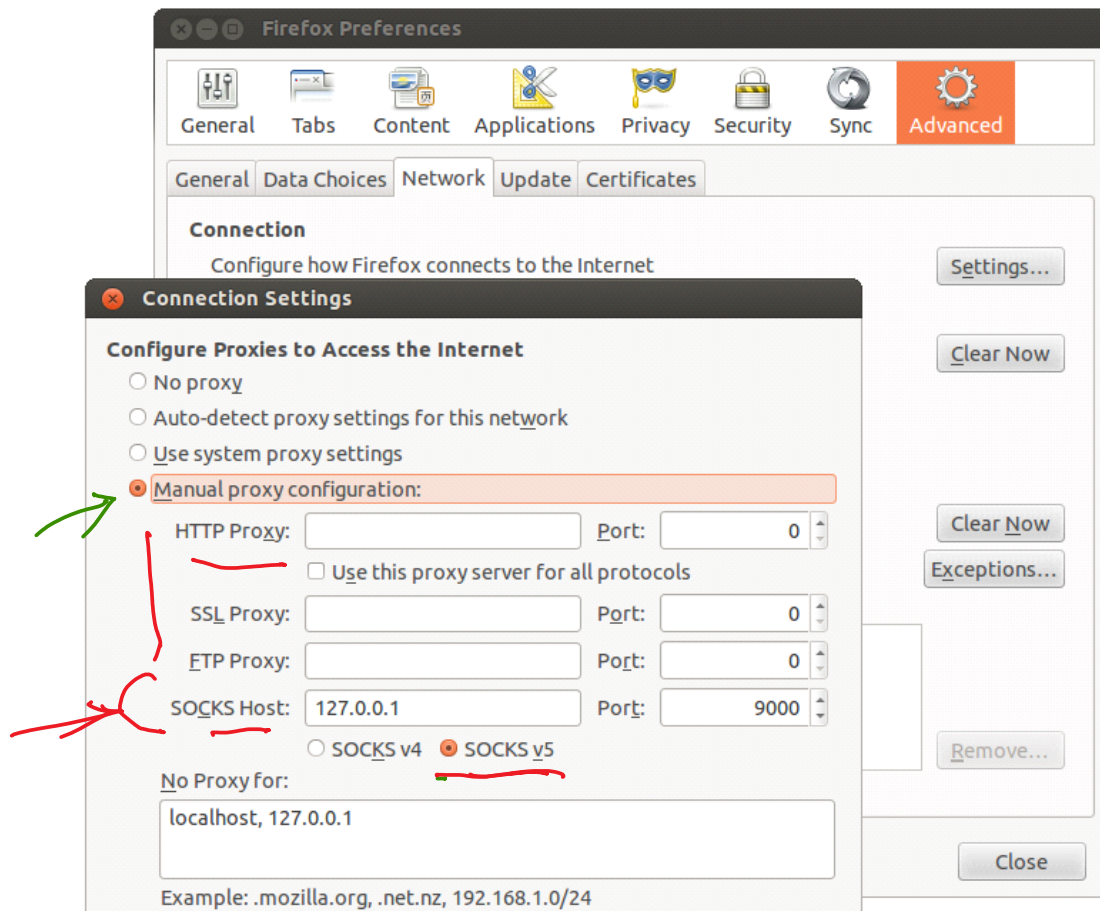 Firefox Preferences
General Tabs Content Applications Privacy Security Sync Advanced
General Data Choices Network Update Certificates
Connection
Configure how Firefox connects to the Internet
Settings...
Connection Settings
Configure Proxies to Access the Internet
Clear Now
No proxy
Auto-detect proxy settings for this network
Use system proxy settings
Manual proxy configuration:
HTTP Proxy: Port: 0
Clear Now
Use this proxy server for all protocols
Exceptions...
SSL Proxy: Port: 0
FTP Proxy: Port: 0
SOCKS Host: 127.0.0.1 Port: 9000
SOCKS v4 SOCKS v5
Remove...
No Proxy for:
localhost, 127.0.0.1
Close
Example: .mozilla.org, .net.nz, 192.168.1.0/24